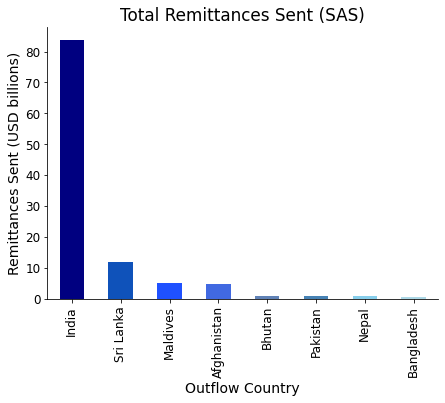 Total Remittances Sent (SAS)
Remittances Sent (USD billions)
80
70
60
50
40
30
20
10
0
India
Sri Lanka
Maldives
Afghanistan
Bhutan
Pakistan
Nepal
Bangladesh
Outflow Country